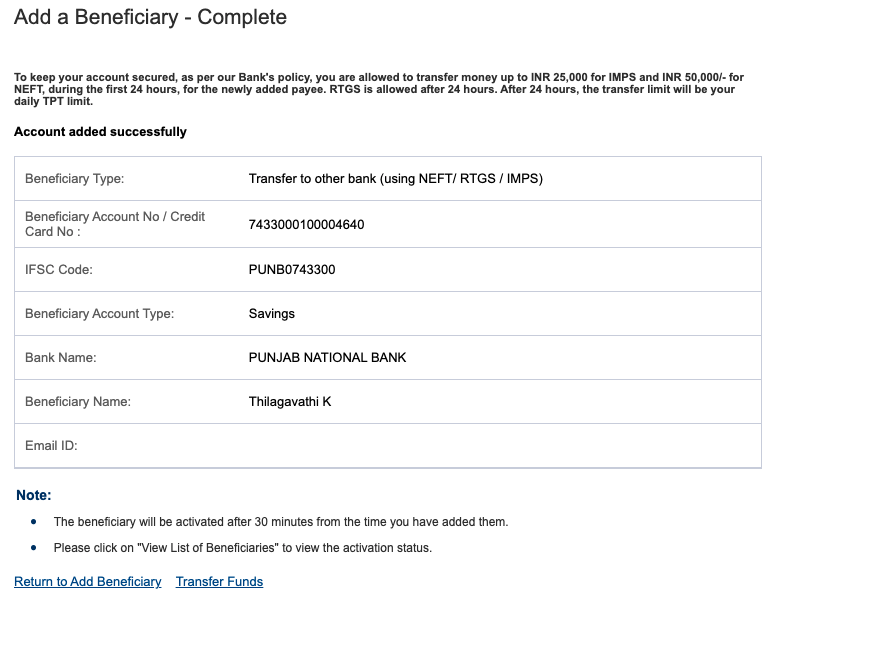 Add a Beneficiary - Complete
To keep your account secured, as per our Bank's policy, you are allowed to transfer money up to INR 25,000 for IMPS and INR 50,000/- for
NEFT, during the first 24 hours, for the newly added payee. RTGS is allowed after 24 hours. After 24 hours, the transfer limit will be your
daily TPT limit.
Account added successfully
Beneficiary Type: Transfer to other bank (using NEFT/ RTGS / IMPS)
Beneficiary Account No / Credit
Card No : 7433000100004640
IFSC Code: PUNB0743300
Beneficiary Account Type: Savings
Bank Name: PUNJAB NATIONAL BANK
Beneficiary Name: Thilagavathi K
Email ID:
Note:
• The beneficiary will be activated after 30 minutes from the time you have added them.
• Please click on "View List of Beneficiaries" to view the activation status.
Return to Add Beneficiary Transfer Funds